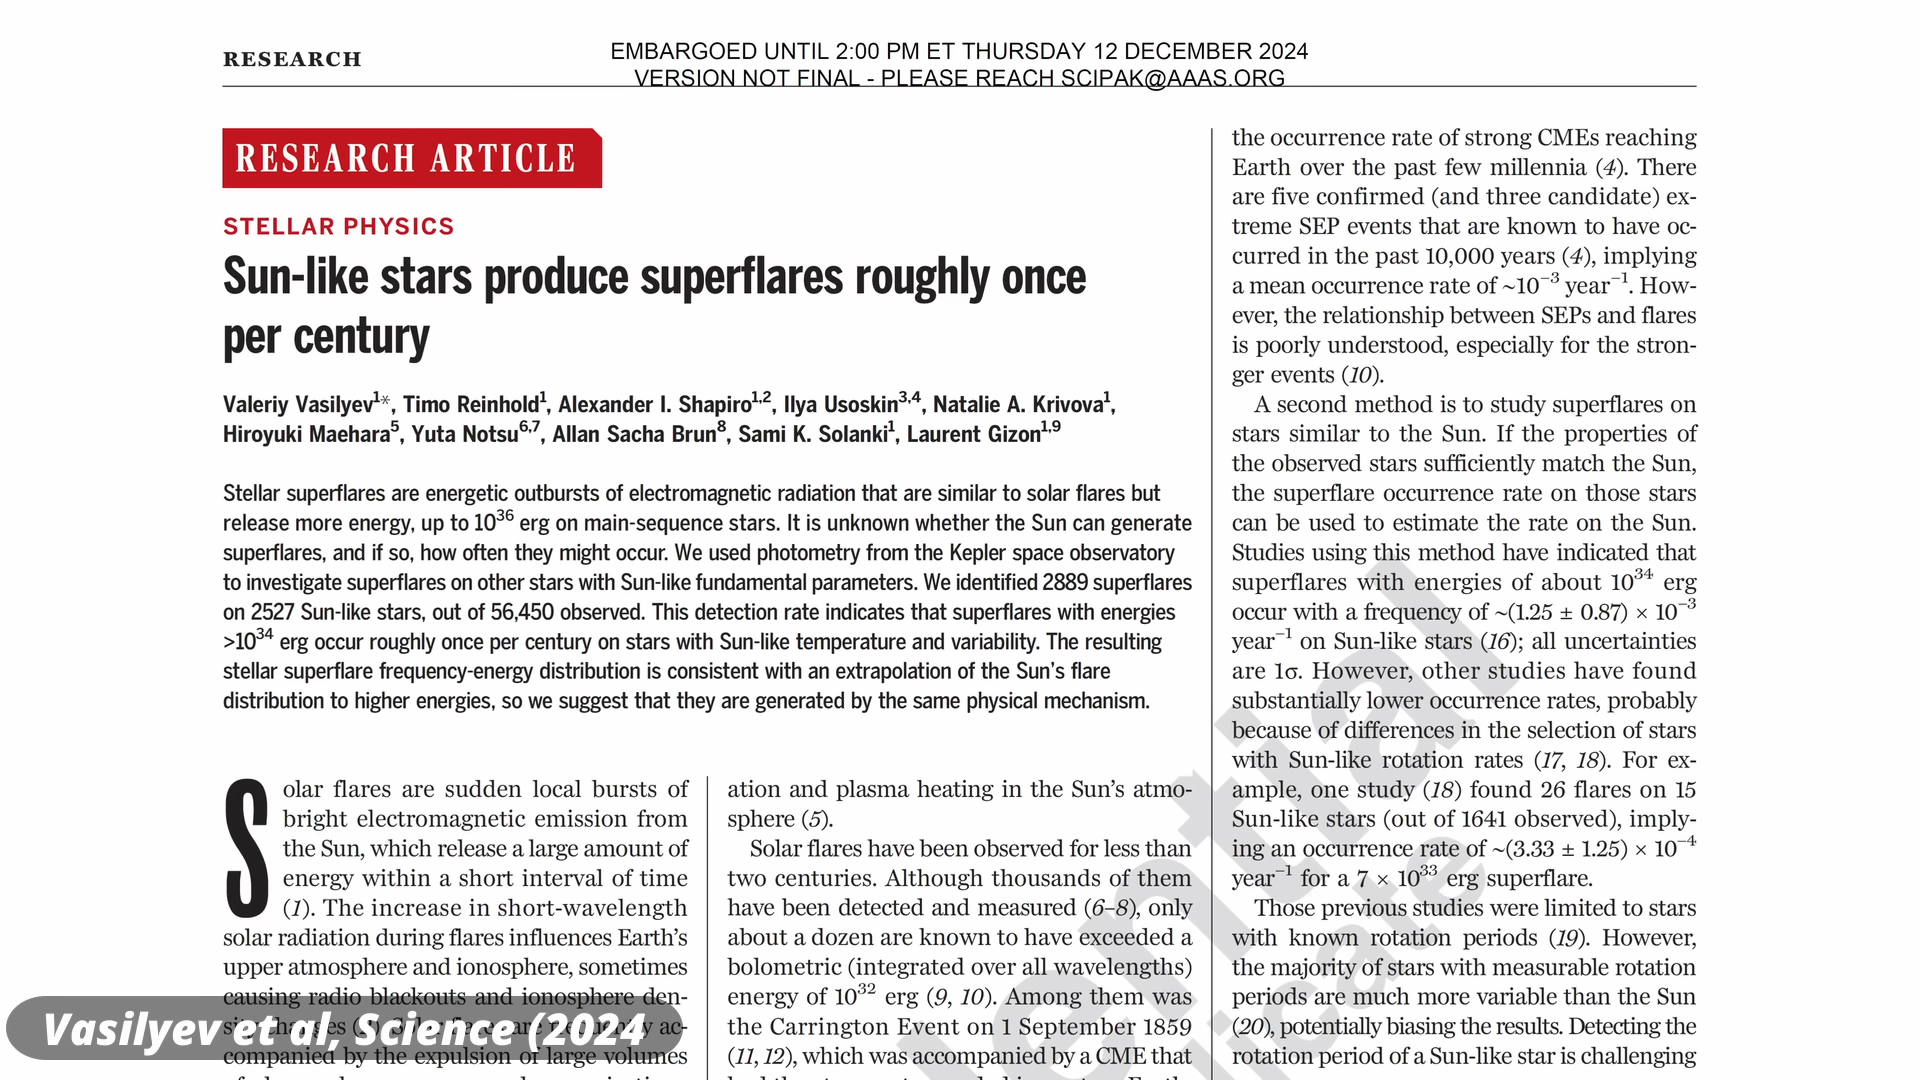 RESEARCH
EMBARGOED UNTIL 2:00 PM ET THURSDAY 12 DECEMBER 2024
VERSION NOT FINAL - PLEASE REACH SCIPAK@AAAS.ORG
RESEARCH ARTICLE
STELLAR PHYSICS
Sun-like stars produce superflares roughly once
per century
Valeriy Vasilyev1*, Timo Reinhold1, Alexander I. Shapiro1,2, Ilya Usoskin3,4, Natalie A. Krivova1,
Hiroyuki Maehara5, Yuta Notsu6,7, Allan Sacha Brun8, Sami K. Solanki1, Laurent Gizon1,9
Stellar superflares are energetic outbursts of electromagnetic radiation that are similar to solar flares but
release more energy, up to 10^36 erg on main-sequence stars. It is unknown whether the Sun can generate
superflares, and if so, how often they might occur. We used photometry from the Kepler space observatory
to investigate superflares on other stars with Sun-like fundamental parameters. We identified 2889 superflares
on 2527 Sun-like stars, out of 56,450 observed. This detection rate indicates that superflares with energies
>10^34 erg occur roughly once per century on stars with Sun-like temperature and variability. The resulting
stellar superflare frequency-energy distribution is consistent with an extrapolation of the Sun's flare
distribution to higher energies, so we suggest that they are generated by the same physical mechanism.
Solar flares are sudden local bursts of
bright electromagnetic emission from
the Sun, which release a large amount of
energy within a short interval of time
(1). The increase in short-wavelength
solar radiation during flares influences Earth's
upper atmosphere and ionosphere, sometimes
causing radio blackouts and ionosphere den-
companied by the expulsion of large volumes
ation and plasma heating in the Sun's atmo-
sphere (5).
Solar flares have been observed for less than
two centuries. Although thousands of them
have been detected and measured (6–8), only
about a dozen are known to have exceeded a
bolometric (integrated over all wavelengths)
energy of 10^32 erg (9, 10). Among them was
the Carrington Event on 1 September 1859
(11, 12), which was accompanied by a CME that
the occurrence rate of strong CMEs reaching
Earth over the past few millennia (4). There
are five confirmed (and three candidate) ex-
treme SEP events that are known to have oc-
curred in the past 10,000 years (4), implying
a mean occurrence rate of ~10^−3 year^−1. How-
ever, the relationship between SEPs and flares
is poorly understood, especially for the stron-
ger events (10).
A second method is to study superflares on
stars similar to the Sun. If the properties of
the observed stars sufficiently match the Sun,
the superflare occurrence rate on those stars
can be used to estimate the rate on the Sun.
Studies using this method have indicated that
superflares with energies of about 10^34 erg
occur with a frequency of ~(1.25 ± 0.87) × 10^−3
year^−1 on Sun-like stars (16); all uncertainties
are 1σ. However, other studies have found
substantially lower occurrence rates, probably
because of differences in the selection of stars
with Sun-like rotation rates (17, 18). For ex-
ample, one study (18) found 26 flares on 15
Sun-like stars (out of 1641 observed), imply-
ing an occurrence rate of ~(3.33 ± 1.25) × 10^−4
year^−1 for a 7 × 10^33 erg superflare.
Those previous studies were limited to stars
with known rotation periods (19). However,
the majority of stars with measurable rotation
periods are much more variable than the Sun
(20), potentially biasing the results. Detecting the
rotation period of a Sun-like star is challenging
Vasilyev et al, Science (2024